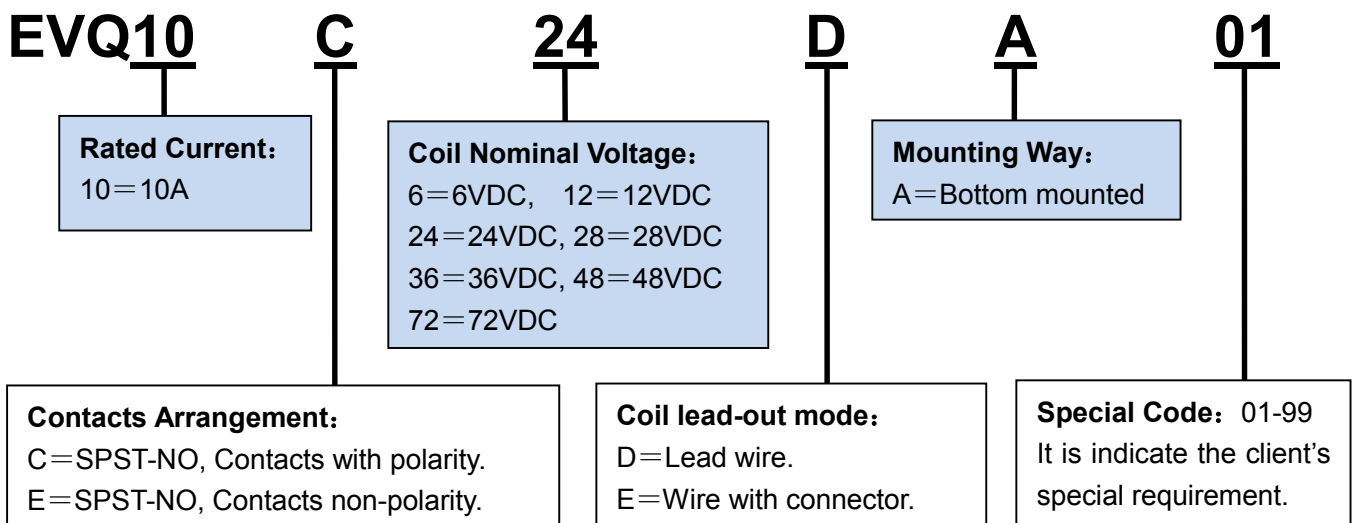 EVQ10 C 24 D A 01
Rated Current：
10＝10A
Coil Nominal Voltage：
6＝6VDC, 12＝12VDC
24＝24VDC, 28＝28VDC
36＝36VDC, 48＝48VDC
72＝72VDC
Mounting Way：
A＝Bottom mounted
Contacts Arrangement：
C＝SPST-NO, Contacts with polarity.
E＝SPST-NO, Contacts non-polarity.
Coil lead-out mode：
D＝Lead wire.
E＝Wire with connector.
Special Code：01-99
It is indicate the client's
special requirement.